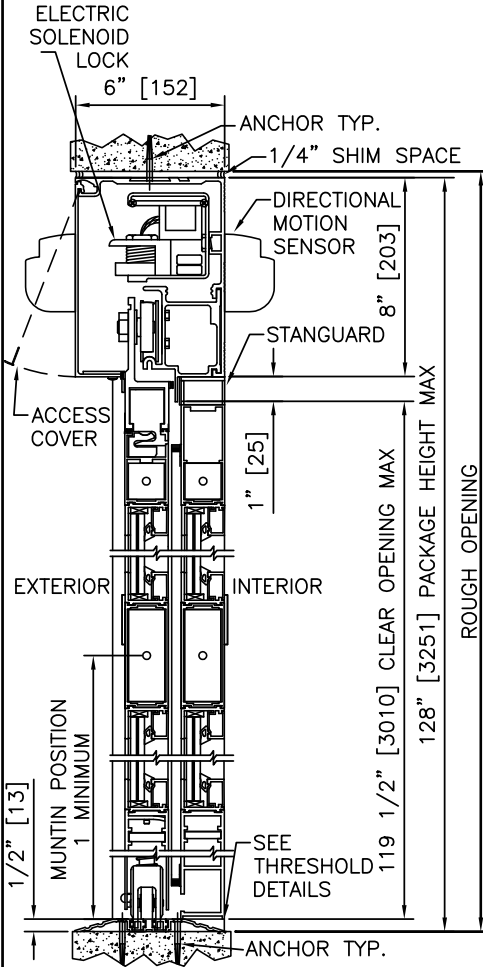 ELECTRIC
SOLENOID
LOCK
6" [152]
ANCHOR TYP.
1/4" SHIM SPACE
DIRECTIONAL
MOTION
SENSOR
8" [203]
STANGUARD
ACCESS
COVER
1" [25]
EXTERIOR
INTERIOR
MUNTIN POSITION
1 MINIMUM
1/2" [13]
119 1/2" [3010] CLEAR OPENING MAX
128" [3251] PACKAGE HEIGHT MAX
ROUGH OPENING
SEE
THRESHOLD
DETAILS
ANCHOR TYP.